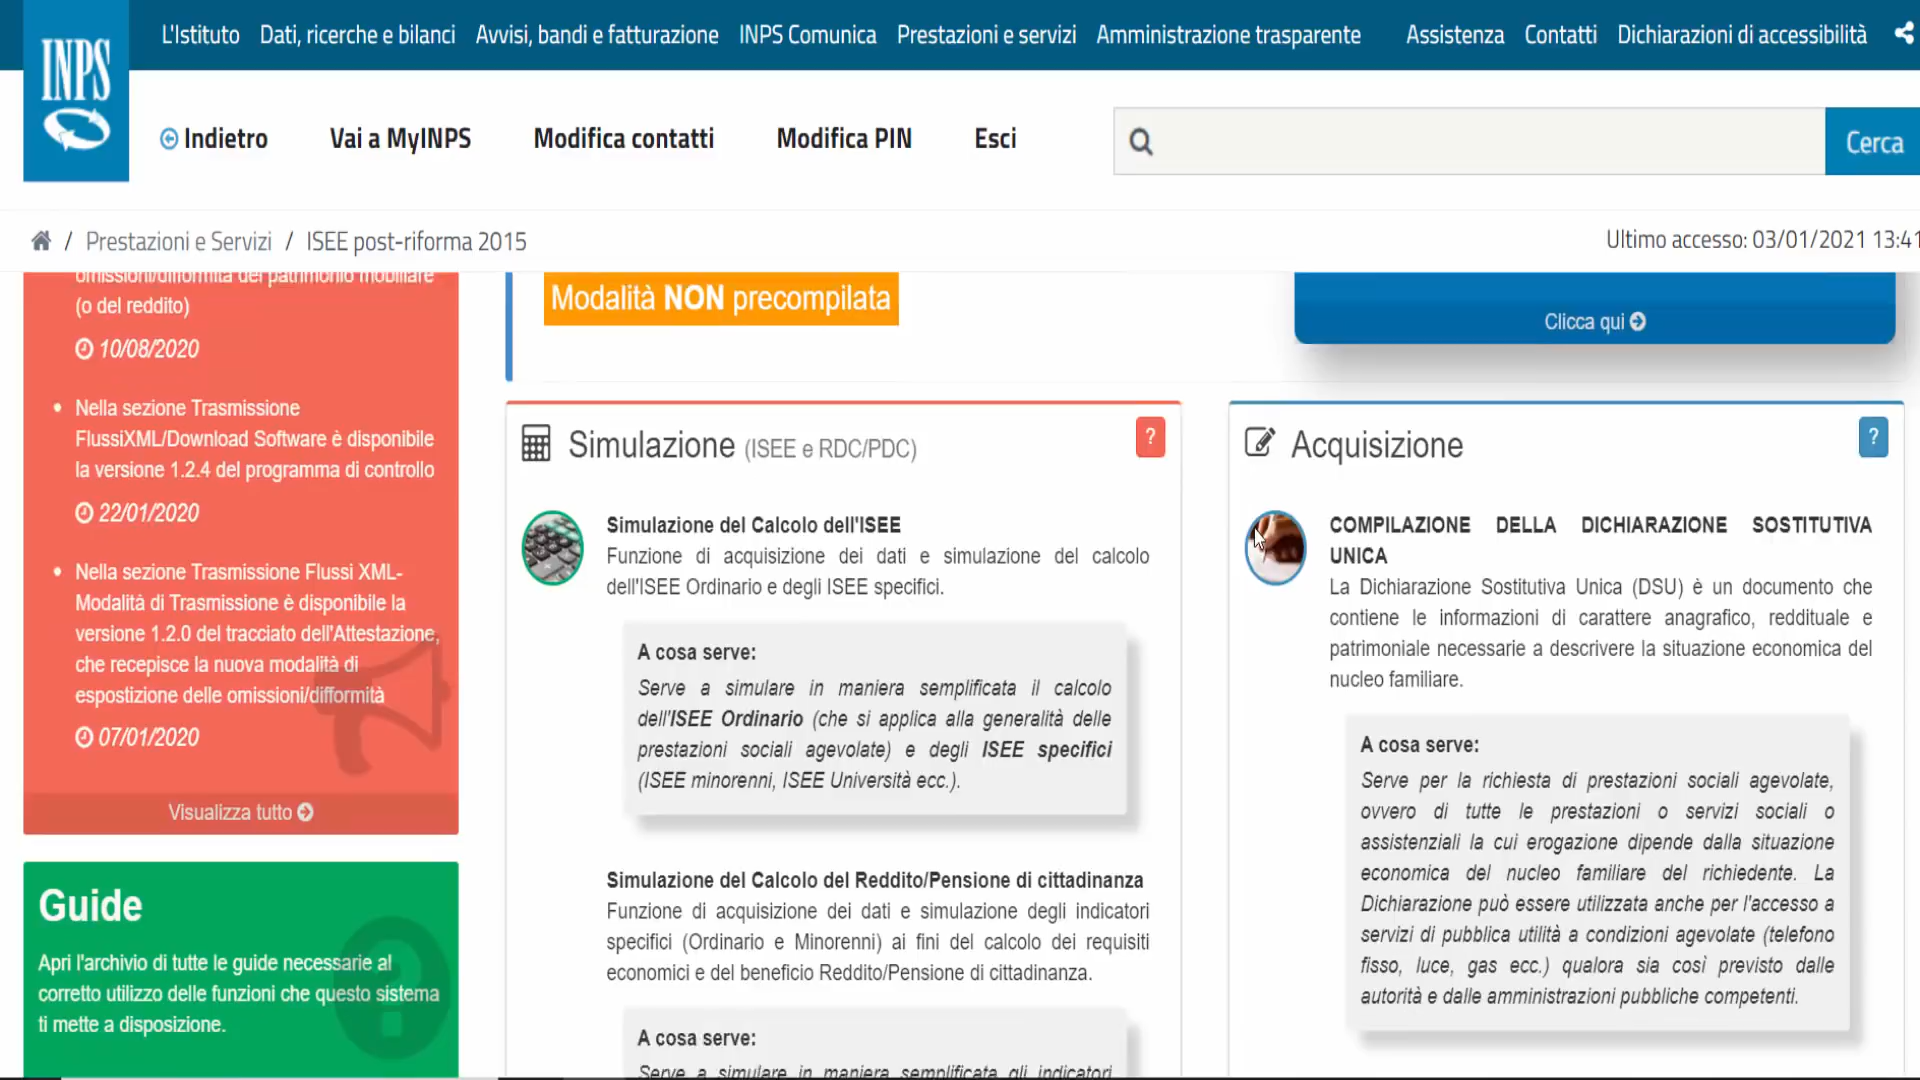 L'Istituto Dati, ricerche e bilanci Avvisi, bandi e fatturazione INPS Comunica Prestazioni e servizi Amministrazione trasparente Assistenza Contatti Dichiarazioni di accessibilità
INPS
Indietro Vai a MyINPS Modifica contatti Modifica PIN Esci Cerca
/ Prestazioni e Servizi / ISEE post-riforma 2015
Ultimo accesso: 03/01/2021 13:41
omissioni/difformità del patrimonio mobiliare
(o del reddito)
10/08/2020
• Nella sezione Trasmissione
FlussiXML/Download Software è disponibile
la versione 1.2.4 del programma di controllo
22/01/2020
• Nella sezione Trasmissione Flussi XML-
Modalità di Trasmissione è disponibile la
versione 1.2.0 del tracciato dell'Attestazione,
che recepisce la nuova modalità di
espostizione delle omissioni/difformità
07/01/2020
Visualizza tutto
Guide
Apri l'archivio di tutte le guide necessarie al
corretto utilizzo delle funzioni che questo sistema
ti mette a disposizione.
Modalità NON precompilata
Clicca qui
Simulazione (ISEE e RDC/PDC)
?
Simulazione del Calcolo dell'ISEE
Funzione di acquisizione dei dati e simulazione del calcolo
dell'ISEE Ordinario e degli ISEE specifici.
A cosa serve:
Serve a simulare in maniera semplificata il calcolo
dell'ISEE Ordinario (che si applica alla generalità delle
prestazioni sociali agevolate) e degli ISEE specifici
(ISEE minorenni, ISEE Università ecc.).
Simulazione del Calcolo del Reddito/Pensione di cittadinanza
Funzione di acquisizione dei dati e simulazione degli indicatori
specifici (Ordinario e Minorenni) ai fini del calcolo dei requisiti
economici e del beneficio Reddito/Pensione di cittadinanza.
A cosa serve:
Serve a simulare in maniera semplificata gli indicatori
Acquisizione
?
COMPILAZIONE DELLA DICHIARAZIONE SOSTITUTIVA
UNICA
La Dichiarazione Sostitutiva Unica (DSU) è un documento che
contiene le informazioni di carattere anagrafico, reddituale e
patrimoniale necessarie a descrivere la situazione economica del
nucleo familiare.
A cosa serve:
Serve per la richiesta di prestazioni sociali agevolate,
ovvero di tutte le prestazioni o servizi sociali o
assistenziali la cui erogazione dipende dalla situazione
economica del nucleo familiare del richiedente. La
Dichiarazione può essere utilizzata anche per l'accesso a
servizi di pubblica utilità a condizioni agevolate (telefono
fisso, luce, gas ecc.) qualora sia così previsto dalle
autorità e dalle amministrazioni pubbliche competenti.